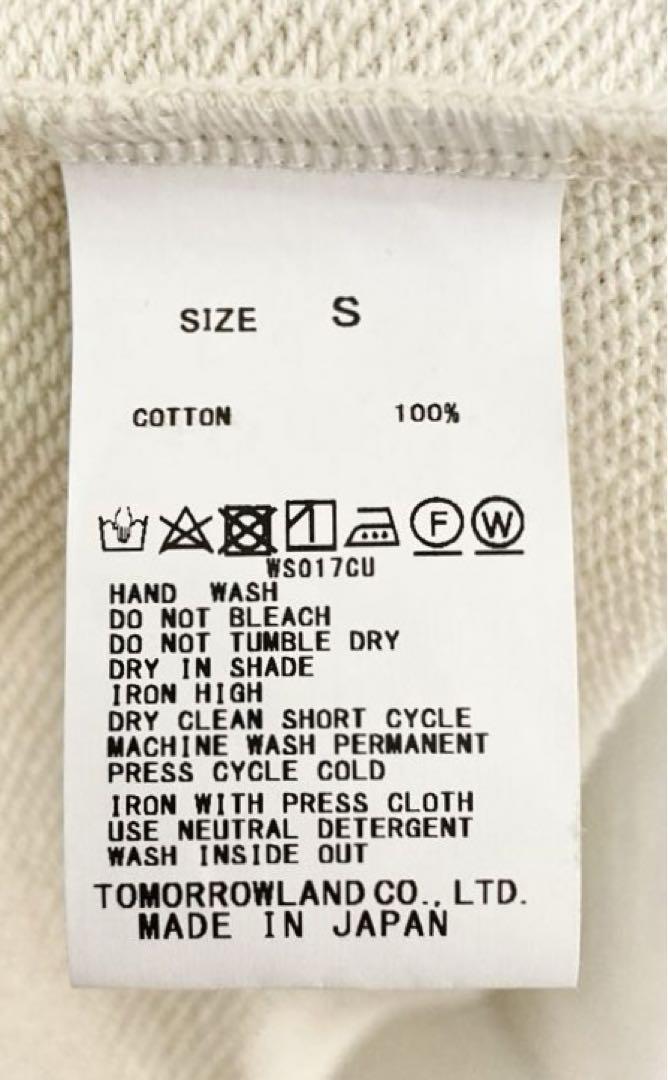 SIZE S
COTTON 100%
F W
WS017CU
HAND WASH
DO NOT BLEACH
DO NOT TUMBLE DRY
DRY IN SHADE
IRON HIGH
DRY CLEAN SHORT CYCLE
MACHINE WASH PERMANENT
PRESS CYCLE COLD
IRON WITH PRESS CLOTH
USE NEUTRAL DETERGENT
WASH INSIDE OUT
TOMORROWLAND CO., LTD.
MADE IN JAPAN